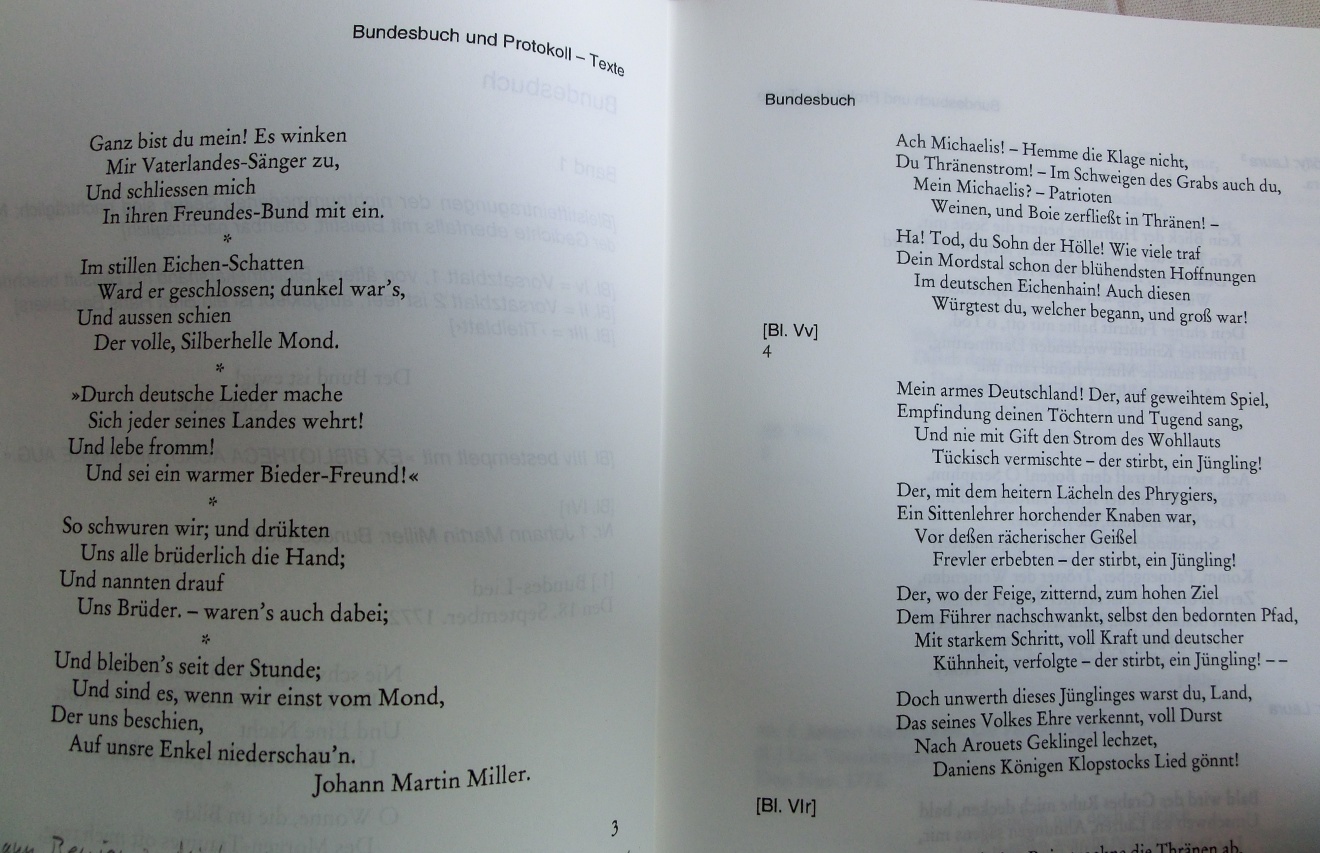 Bundesbuch und Protokoll – Texte
Ganz bist du mein! Es winken
Mir Vaterlandes-Sänger zu,
Und schliessen mich
In ihren Freundes-Bund mit ein.
*
Im stillen Eichen-Schatten
Ward er geschlossen; dunkel war's,
Und aussen schien
Der volle, Silberhelle Mond.
*
»Durch deutsche Lieder mache
Sich jeder seines Landes wehrt!
Und lebe fromm!
Und sei ein warmer Bieder-Freund!«
*
So schwuren wir; und drükten
Uns alle brüderlich die Hand;
Und nannten drauf
Uns Brüder. – waren's auch dabei;
*
Und bleiben's seit der Stunde;
Und sind es, wenn wir einst vom Mond,
Der uns beschien,
Auf unsre Enkel niederschau'n.
Johann Martin Miller.
3
Bundesbuch
Ach Michaelis! – Hemme die Klage nicht,
Du Thränenstrom! – Im Schweigen des Grabs auch du,
Mein Michaelis? – Patrioten
Weinen, und Boie zerfließt in Thränen! –
Ha! Tod, du Sohn der Hölle! Wie viele traf
Dein Mordstal schon der blühendsten Hoffnungen
Im deutschen Eichenhain! Auch diesen
Würgtest du, welcher begann, und groß war!
[Bl. Vv]
4
Mein armes Deutschland! Der, auf geweihtem Spiel,
Empfindung deinen Töchtern und Tugend sang,
Und nie mit Gift den Strom des Wohllauts
Tückisch vermischte – der stirbt, ein Jüngling!
Der, mit dem heitern Lächeln des Phrygiers,
Ein Sittenlehrer horchender Knaben war,
Vor deßen rächerischer Geißel
Frevler erbebten – der stirbt, ein Jüngling!
Der, wo der Feige, zitternd, zum hohen Ziel
Dem Führer nachschwankt, selbst den bedornten Pfad,
Mit starkem Schritt, voll Kraft und deutscher
Kühnheit, verfolgte – der stirbt, ein Jüngling! – –
Doch unwerth dieses Jünglinges warst du, Land,
Das seines Volkes Ehre verkennt, voll Durst
Nach Arouets Geklingel lechzet,
Daniens Königen Klopstocks Lied gönnt!
[Bl. VIr]
die Thränen ab,